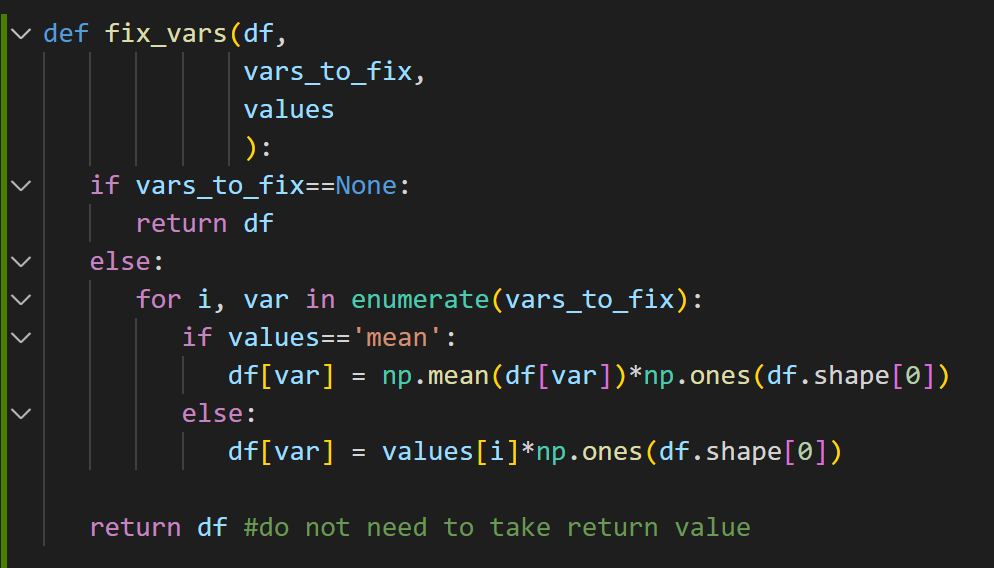 def fix_vars(df,
             vars_to_fix,
             values
             ):
   if vars_to_fix==None:
      return df
   else:
      for i, var in enumerate(vars_to_fix):
         if values=='mean':
            df[var] = np.mean(df[var])*np.ones(df.shape[0])
         else:
            df[var] = values[i]*np.ones(df.shape[0])

   return df #do not need to take return value